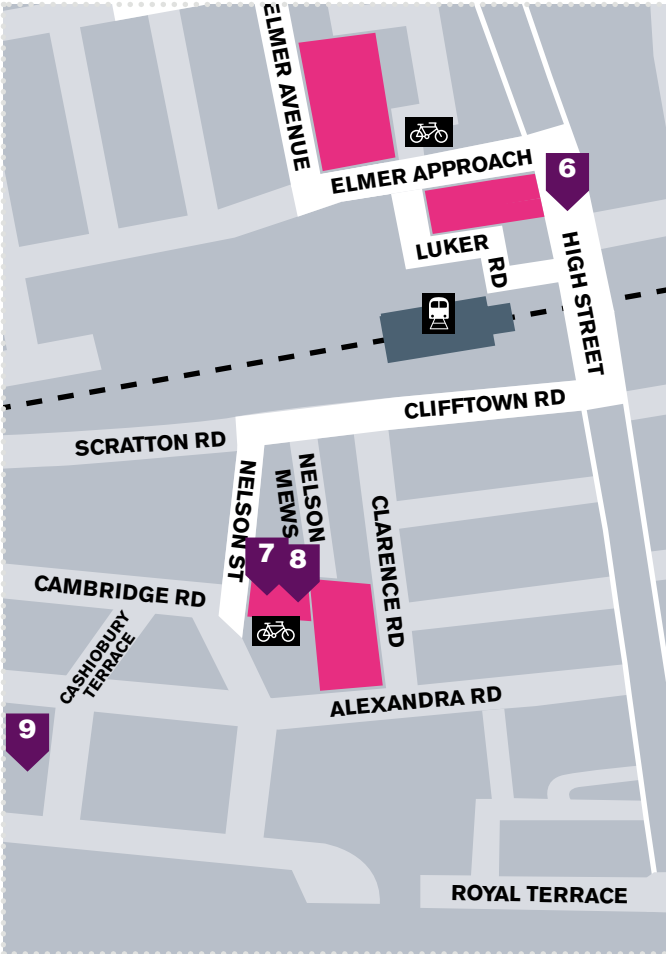 ELMER AVENUE
ELMER APPROACH
6
LUKER
RD
HIGH STREET
CLIFFTOWN RD
SCRATTON RD
NELSON ST
NELSON
MEWS
CLARENCE RD
7
8
CAMBRIDGE RD
CASHIOBURY
TERRACE
ALEXANDRA RD
9
ROYAL TERRACE